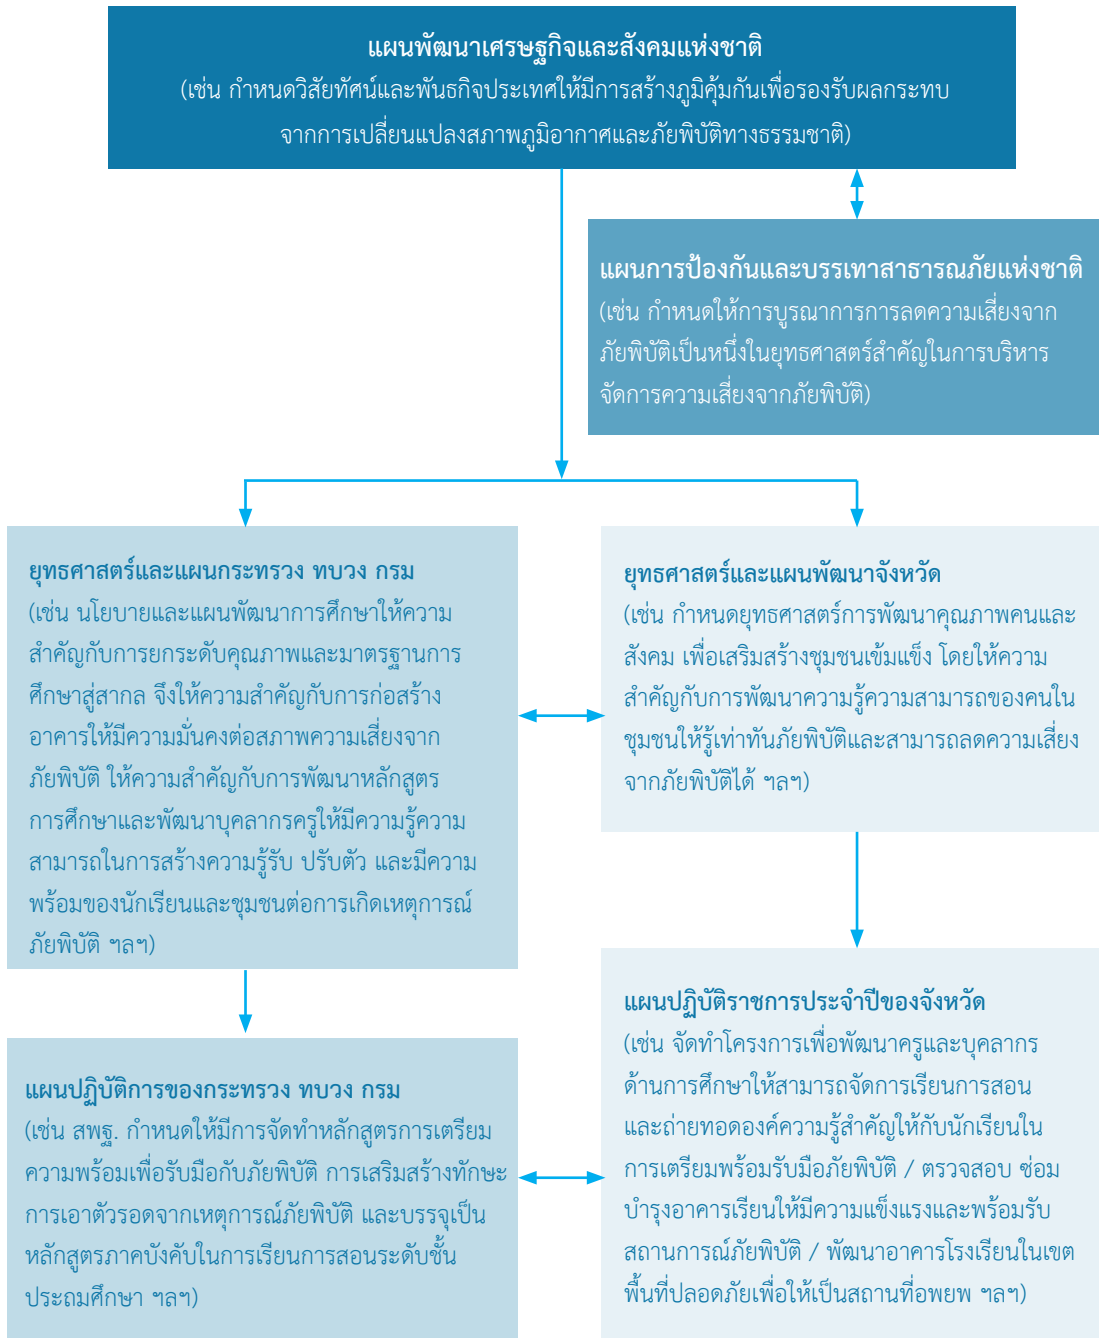 แผนพัฒนาเศรษฐกิจและสังคมแห่งชาติ
(เช่น กำหนดวิสัยทัศน์และพันธกิจประเทศให้มีการสร้างภูมิคุ้มกันเพื่อรองรับผลกระทบ
จากการเปลี่ยนแปลงสภาพภูมิอากาศและภัยพิบัติทางธรรมชาติ)
แผนการป้องกันและบรรเทาสาธารณภัยแห่งชาติ
(เช่น กำหนดให้การบูรณาการการลดความเสี่ยงจาก
ภัยพิบัติเป็นหนึ่งในยุทธศาสตร์สำคัญในการบริหาร
จัดการความเสี่ยงจากภัยพิบัติ)
ยุทธศาสตร์และแผนกระทรวง ทบวง กรม
(เช่น นโยบายและแผนพัฒนาการศึกษาให้ความ
สำคัญกับการยกระดับคุณภาพและมาตรฐานการ
ศึกษาสู่สากล จึงให้ความสำคัญกับการก่อสร้าง
อาคารให้มีความมั่นคงต่อสภาพความเสี่ยงจาก
ภัยพิบัติ ให้ความสำคัญกับการพัฒนาหลักสูตร
การศึกษาและพัฒนาบุคลากรครูให้มีความรู้ความ
สามารถในการสร้างความรู้รับ ปรับตัว และมีความ
พร้อมของนักเรียนและชุมชนต่อการเกิดเหตุการณ์
ภัยพิบัติ ฯลฯ)
ยุทธศาสตร์และแผนพัฒนาจังหวัด
(เช่น กำหนดยุทธศาสตร์การพัฒนาคุณภาพคนและ
สังคม เพื่อเสริมสร้างชุมชนเข้มแข็ง โดยให้ความ
สำคัญกับการพัฒนาความรู้ความสามารถของคนใน
ชุมชนให้รู้เท่าทันภัยพิบัติและสามารถลดความเสี่ยง
จากภัยพิบัติได้ ฯลฯ)
แผนปฏิบัติการของกระทรวง ทบวง กรม
(เช่น สพฐ. กำหนดให้มีการจัดทำหลักสูตรการเตรียม
ความพร้อมเพื่อรับมือกับภัยพิบัติ การเสริมสร้างทักษะ
การเอาตัวรอดจากเหตุการณ์ภัยพิบัติ และบรรจุเป็น
หลักสูตรภาคบังคับในการเรียนการสอนระดับชั้น
ประถมศึกษา ฯลฯ)
แผนปฏิบัติราชการประจำปีของจังหวัด
(เช่น จัดทำโครงการเพื่อพัฒนาครูและบุคลากร
ด้านการศึกษาให้สามารถจัดการเรียนการสอน
และถ่ายทอดองค์ความรู้สำคัญให้กับนักเรียนใน
การเตรียมพร้อมรับมือภัยพิบัติ / ตรวจสอบ ซ่อม
บำรุงอาคารเรียนให้มีความแข็งแรงและพร้อมรับ
สถานการณ์ภัยพิบัติ / พัฒนาอาคารโรงเรียนในเขต
พื้นที่ปลอดภัยเพื่อให้เป็นสถานที่อพยพ ฯลฯ)